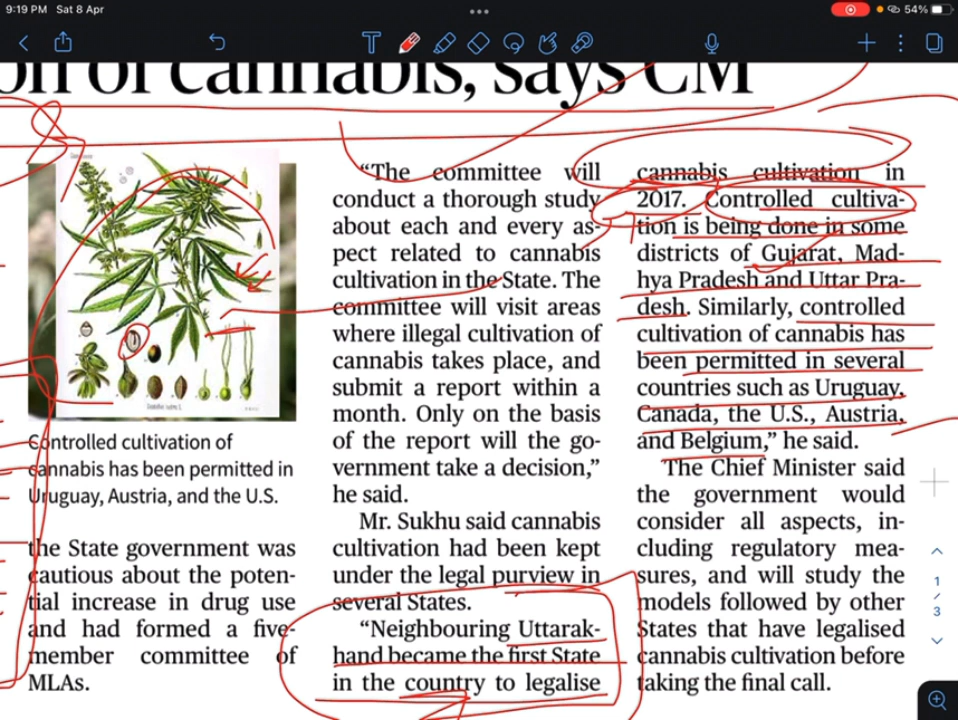 9:19 PM Sat 8 Apr
54%
T
on of cannabis, says CM
Controlled cultivation of
cannabis has been permitted in
Uruguay, Austria, and the U.S.
the State government was
cautious about the poten-
tial increase in drug use
and had formed a five-
member committee of
MLAs.
“The committee will
conduct a thorough study
about each and every as-
pect related to cannabis
cultivation in the State. The
committee will visit areas
where illegal cultivation of
cannabis takes place, and
submit a report within a
month. Only on the basis
of the report will the go-
vernment take a decision,”
he said.
Mr. Sukhu said cannabis
cultivation had been kept
under the legal purview in
several States.
“Neighbouring Uttarak-
hand became the first State
in the country to legalise
cannabis cultivation in
2017. Controlled cultiva-
tion is being done in some
districts of Gujarat, Mad-
hya Pradesh and Uttar Pra-
desh. Similarly, controlled
cultivation of cannabis has
been permitted in several
countries such as Uruguay,
Canada, the U.S., Austria,
and Belgium,” he said.
The Chief Minister said
the government would
consider all aspects, in-
cluding regulatory mea-
sures, and will study the
models followed by other
States that have legalised
cannabis cultivation before
taking the final call.
1
/
3